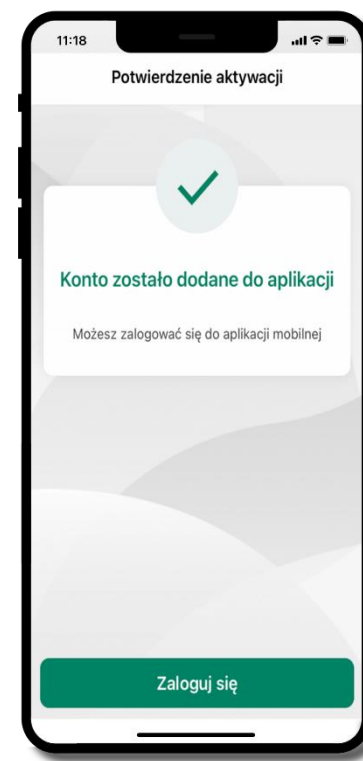 11:18
Potwierdzenie aktywacji
Konto zostało dodane do aplikacji
Możesz zalogować się do aplikacji mobilnej
Zaloguj się